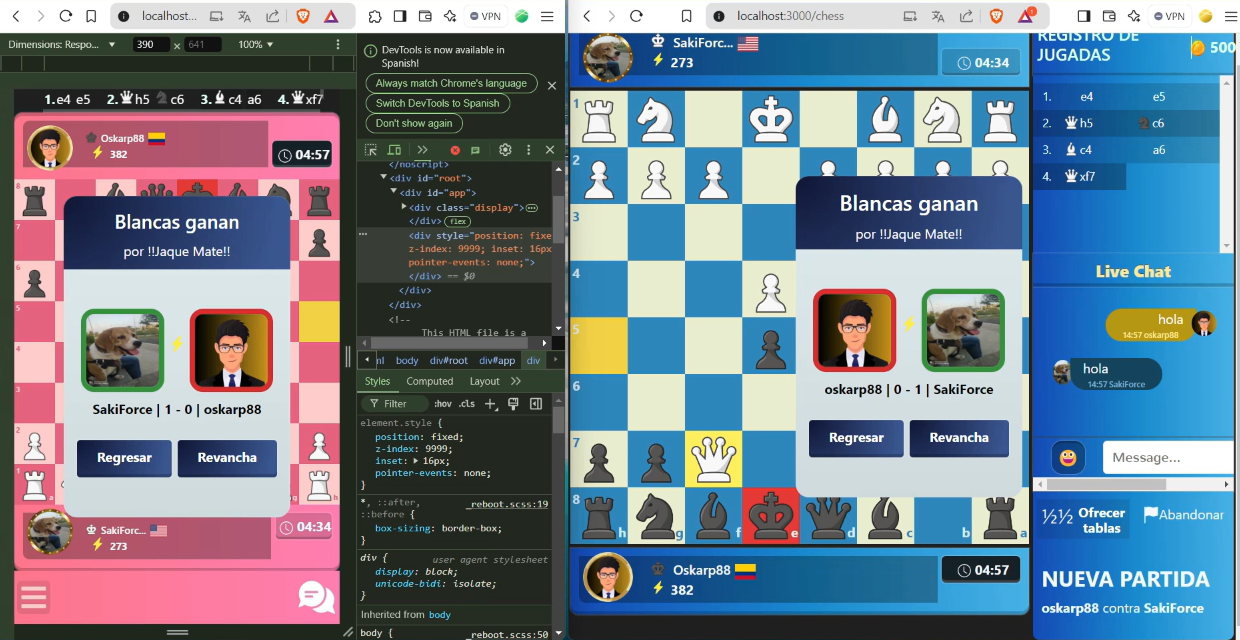 localhost...
VPN
Dimensions: Respo...
390
×
641
100%
1.e4 e5 2.h5 c6 3.c4 a6 4.xf7
Oskarp88
382
04:57
8
7
6
5
4
3
2
1
a
g
h
Blancas ganan
por !!Jaque Mate!!
SakiForce | 1 - 0 | oskarp88
Regresar
Revancha
SakiForc...
273
04:34
DevTools is now available in
Spanish!
Always match Chrome's language
Switch DevTools to Spanish
Don't show again
</noscript>
<div id="root">
<div id="app">
<div class="display">
</div> flex
<div style="position: fixe
z-index: 9999; inset: 16px
pointer-events: none;">
</div> == $0
</div>
</div>
<!--
This HTML file is a
nl body div#root div#app div
Styles Computed Layout
Filter :hov .cls
element.style {
position: fixed;
z-index: 9999;
inset: 16px;
pointer-events: none;
}
*, ::after, _reboot.scss:19
::before {
box-sizing: border-box;
}
div { user agent stylesheet
display: block;
unicode-bidi: isolate;
}
Inherited from body
body { _reboot.scss:50
localhost:3000/chess
1
VPN
SakiForc...
273
04:34
1
2
3
4
5
6
7
8
h
g
f
e
d
c
b
a
Blancas ganan
por !!Jaque Mate!!
oskarp88 | 0 - 1 | SakiForce
Regresar
Revancha
Oskarp88
382
04:57
REGISTRO DE
JUGADAS
500
1. e4 e5
2. h5 c6
3. c4 a6
4. xf7
Live Chat
hola
14:57 oskarp88
hola
14:57 SakiForce
Message...
½½ Ofrecer
tablas
Abandonar
NUEVA PARTIDA
oskarp88 contra SakiForce